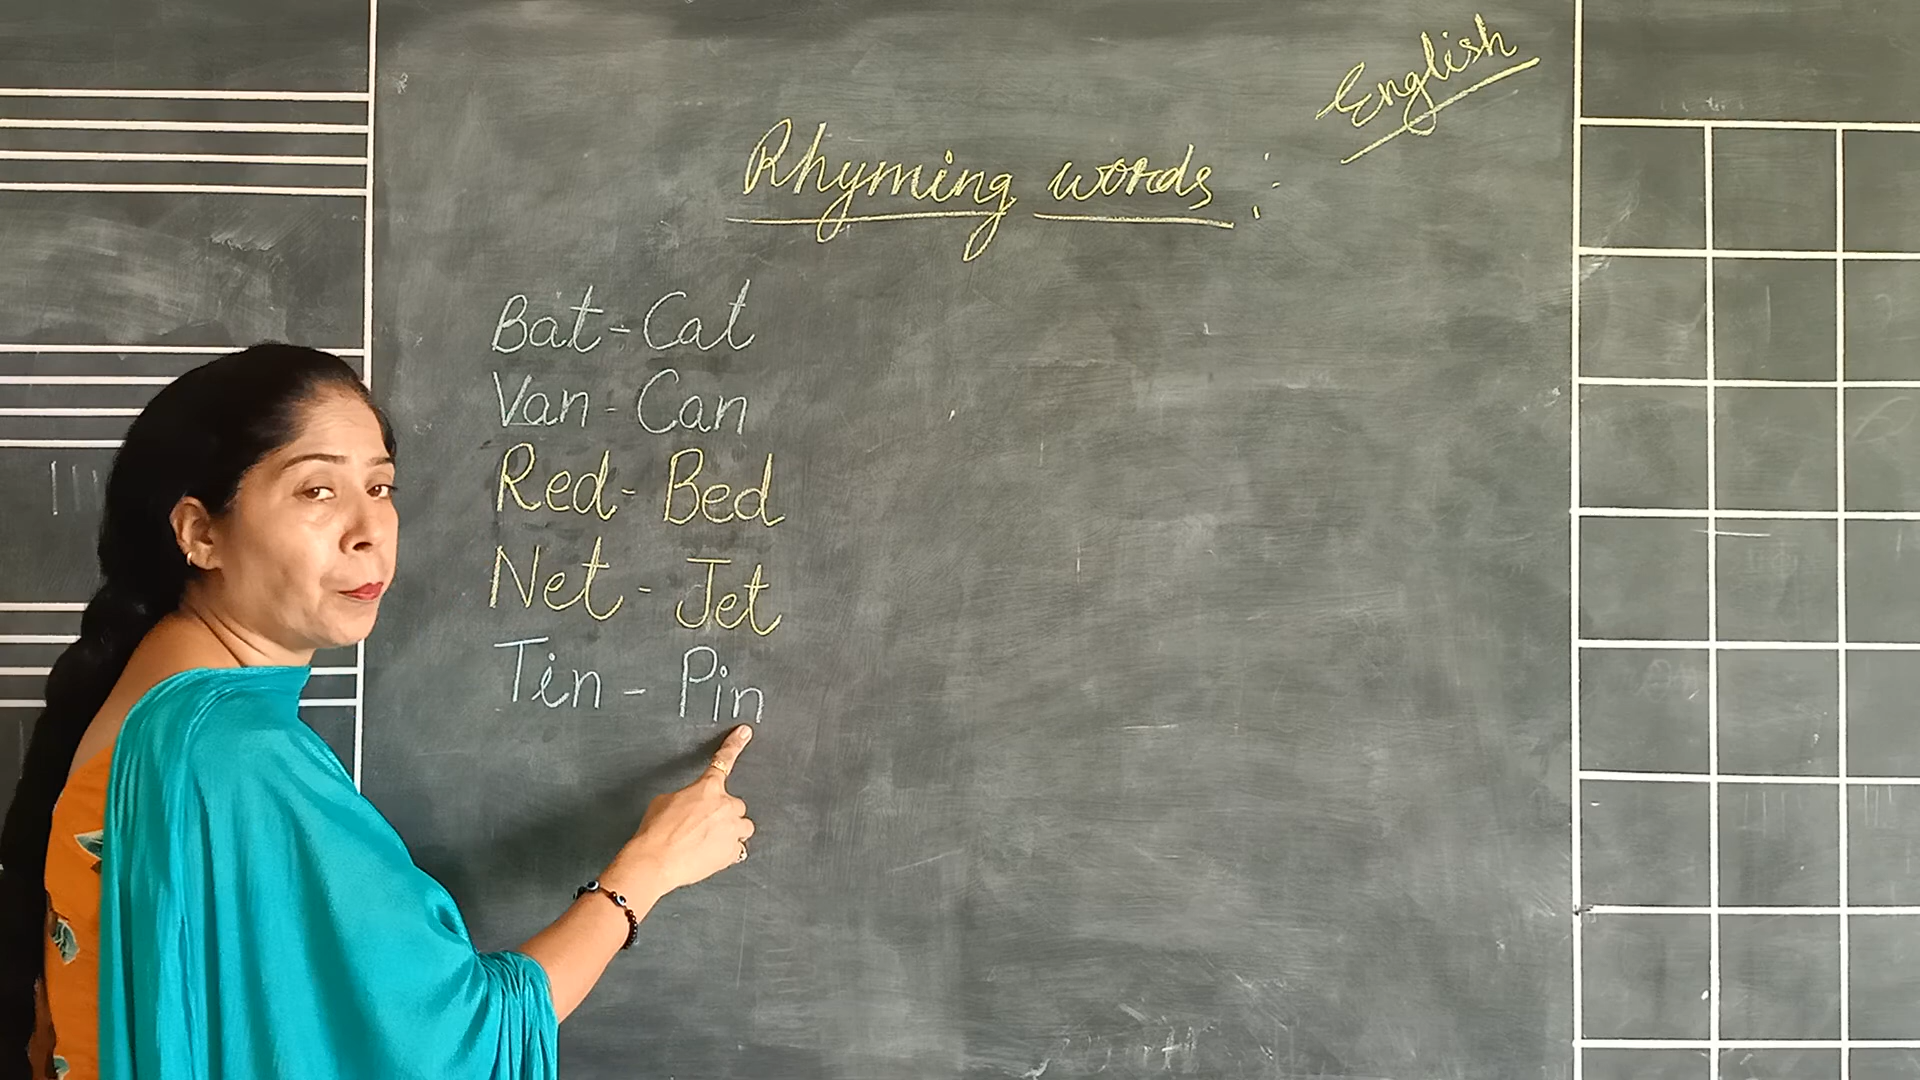 English
Rhyming words :
Bat - Cat
Van - Can
Red - Bed
Net - Jet
Tin - Pin